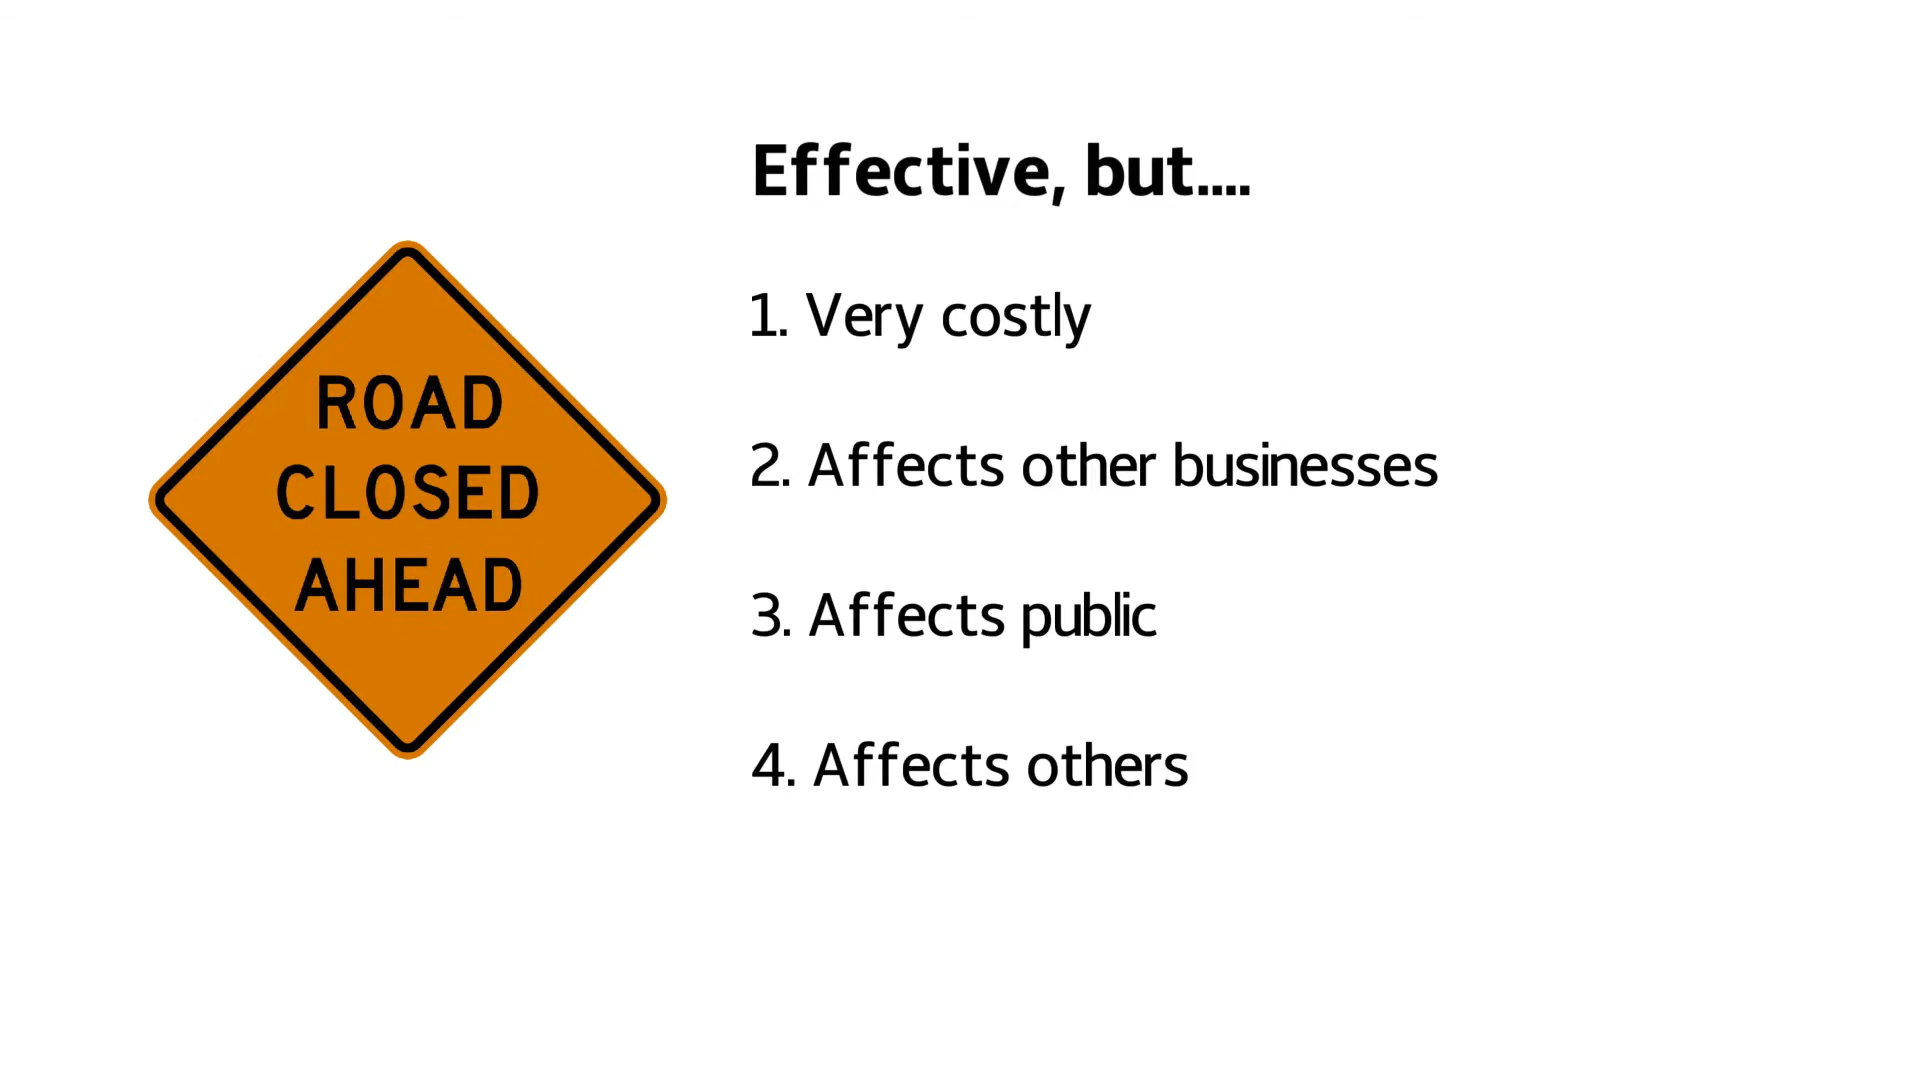 Effective, but....
ROAD
CLOSED
AHEAD
1. Very costly
2. Affects other businesses
3. Affects public
4. Affects others